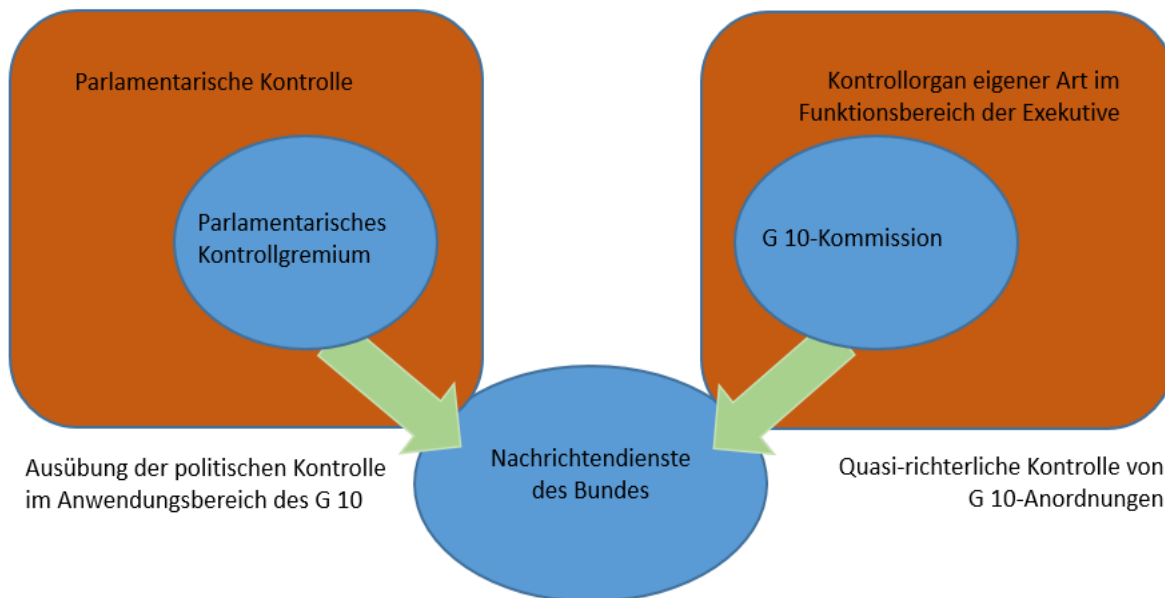 Parlamentarische Kontrolle
Parlamentarisches
Kontrollgremium
Ausübung der politischen Kontrolle
im Anwendungsbereich des G 10
Kontrollorgan eigener Art im
Funktionsbereich der Exekutive
G 10-Kommission
Quasi-richterliche Kontrolle von
G 10-Anordnungen
Nachrichtendienste
des Bundes